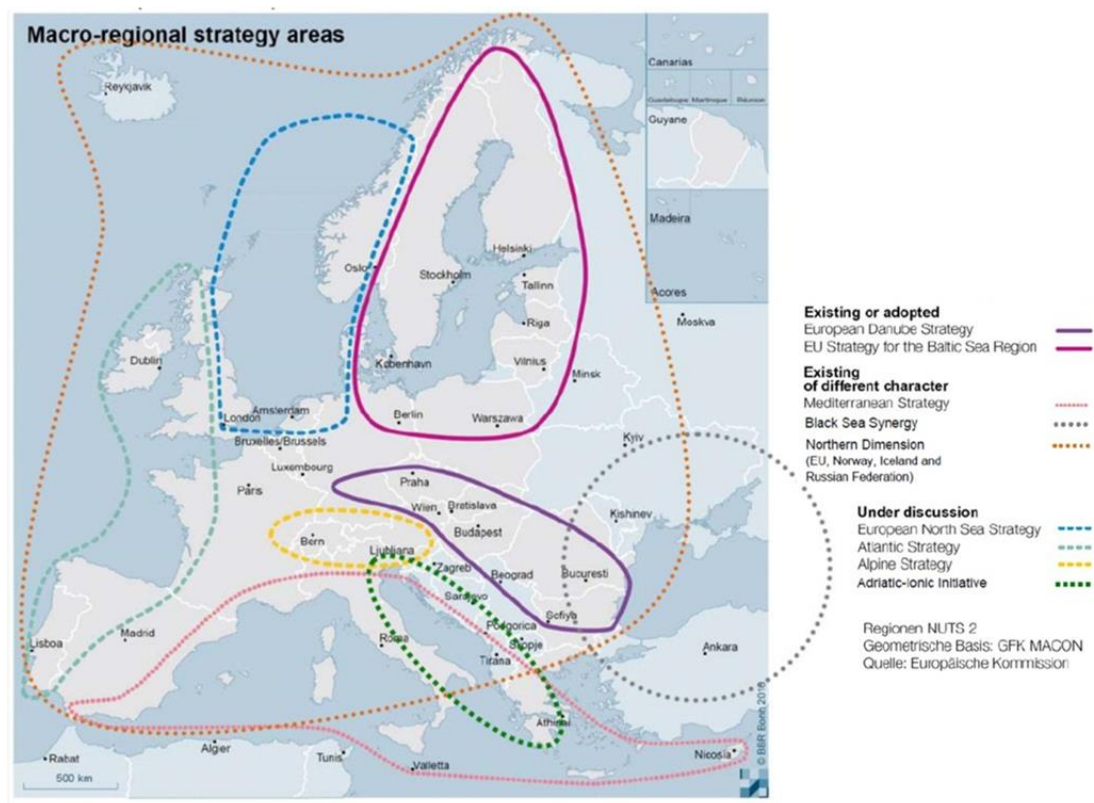 Macro-regional strategy areas
Reykjavik
Canarias
Guadeloupe Martinique Réunion
Guyane
Madeira
Acores
Helsinki
Oslo
Stockholm
Tallinn
Riga
Moskva
Dublin
København
Vilnius
Minsk
Amsterdam
London
Berlin
Warszawa
Bruxelles/Brussels
Kyiv
Luxembourg
Paris
Praha
Wien
Bratislava
Kishinev
Budapest
Bern
Ljubljana
Zagreb
Beograd
Bucuresti
Sarajevo
Sofiya
Madrid
Podgorica
Lisboa
Roma
Skopje
Ankara
Tirana
Athinai
Algier
Nicosia
Rabat
Tunis
Valletta
500 km
© BBR Bonn 2010
Existing or adopted
European Danube Strategy
EU Strategy for the Baltic Sea Region
Existing
of different character
Mediterranean Strategy
Black Sea Synergy
Northern Dimension
(EU, Norway, Iceland and
Russian Federation)
Under discussion
European North Sea Strategy
Atlantic Strategy
Alpine Strategy
Adriatic-Ionic Initiative
Regionen NUTS 2
Geometrische Basis: GFK MACON
Quelle: Europäische Kommission